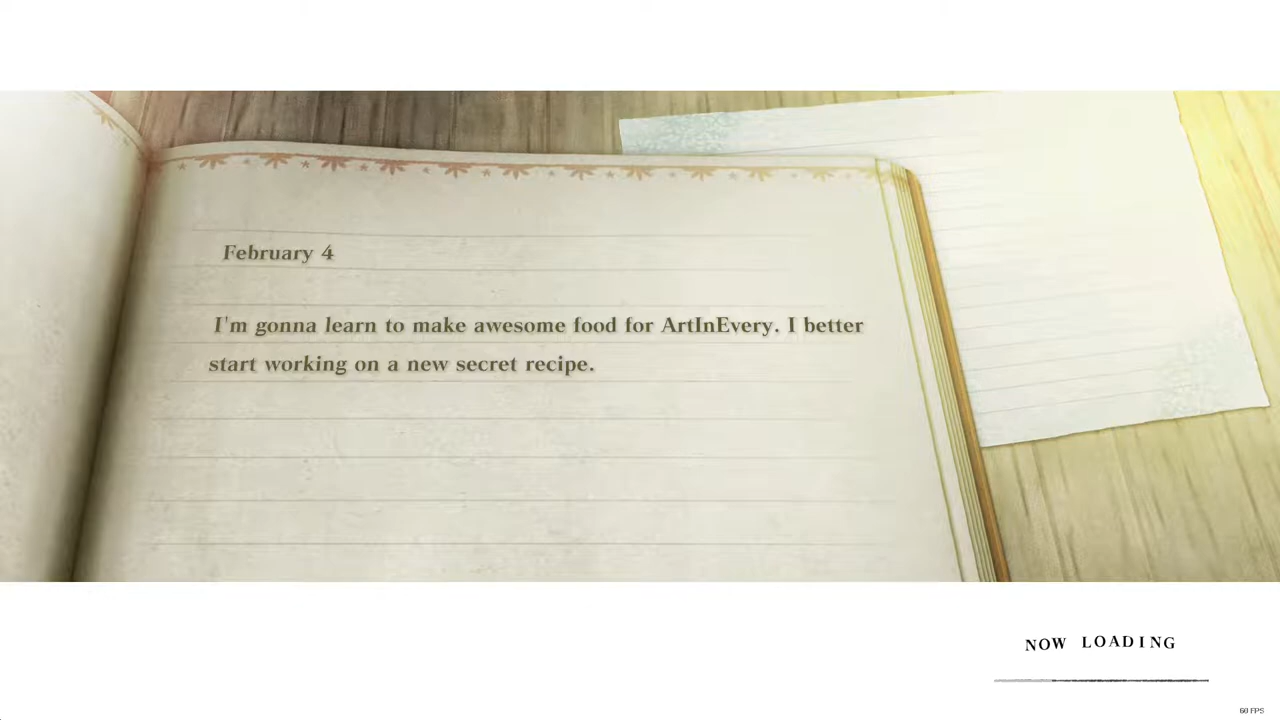 February 4
I'm gonna learn to make awesome food for ArtInEvery. I better
start working on a new secret recipe.
NOW LOADING
60 FPS